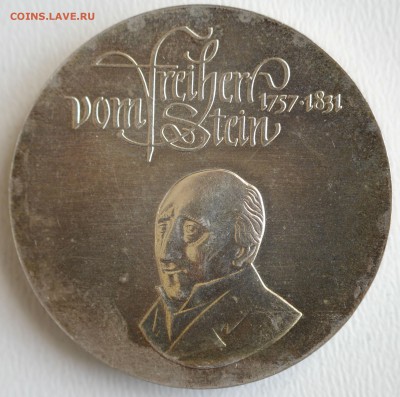 COINS.LAVE.RU
Freiherr
vom Stein 1757·1831